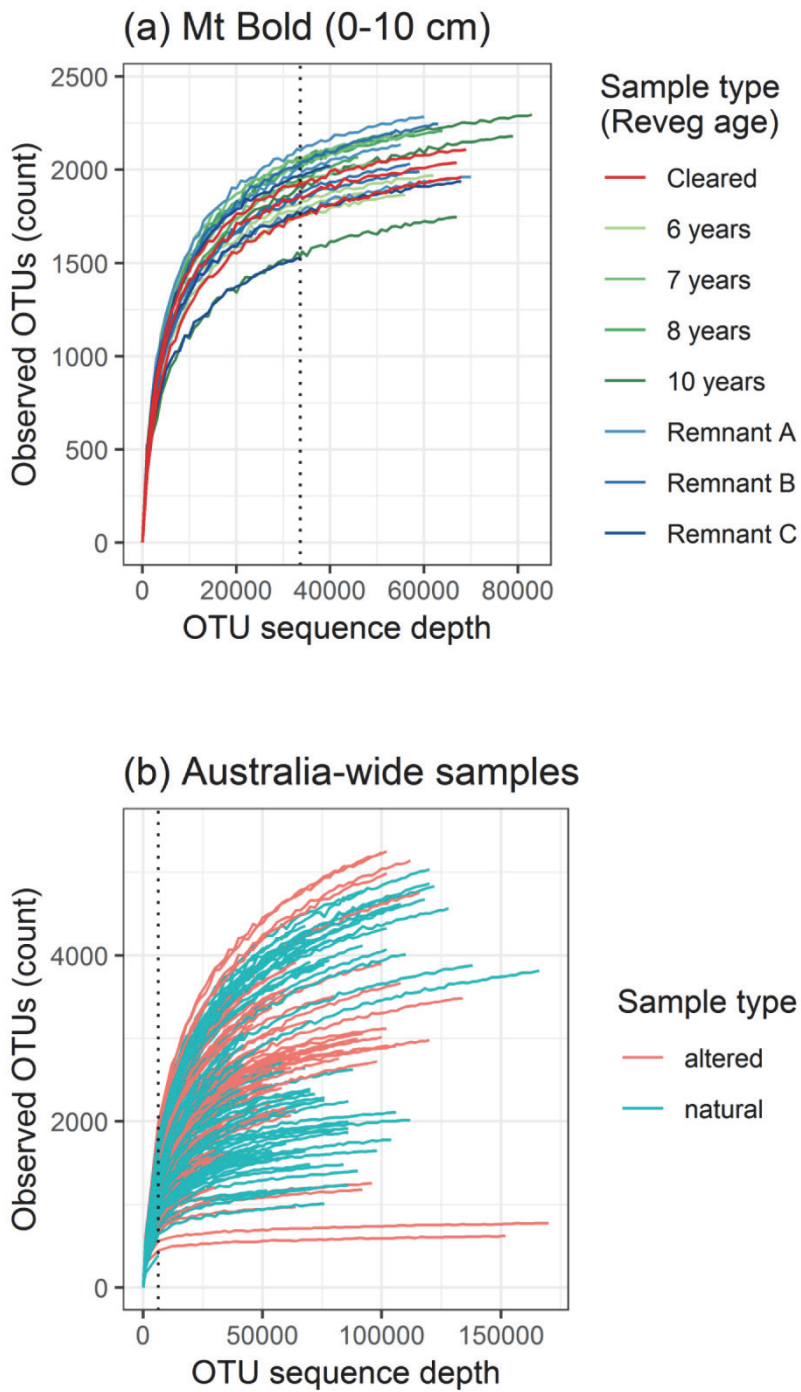 (a) Mt Bold (0-10 cm)
2500
2000
1500
1000
500
0
Observed OTUs (count)
0 20000 40000 60000 80000
OTU sequence depth
Sample type
(Reveg age)
Cleared
6 years
7 years
8 years
10 years
Remnant A
Remnant B
Remnant C
(b) Australia-wide samples
4000
2000
0
Observed OTUs (count)
0 50000 100000 150000
OTU sequence depth
Sample type
altered
natural